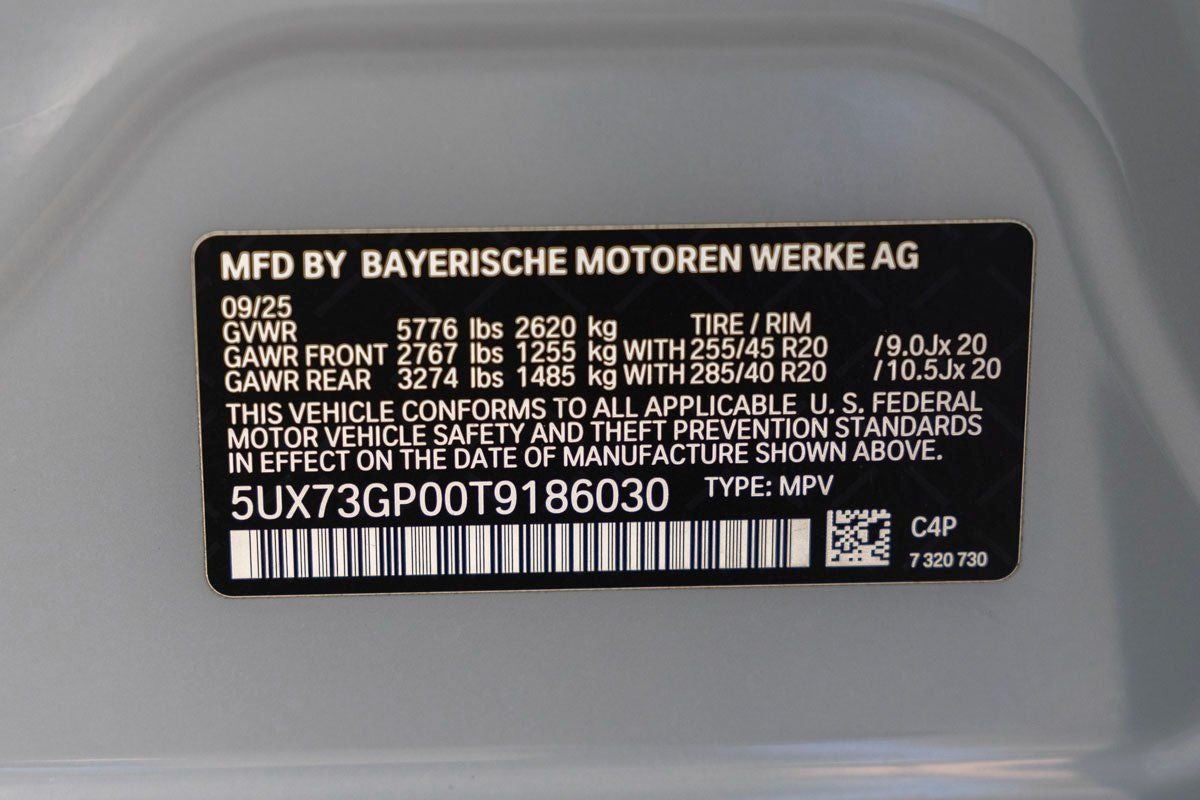 MFD BY BAYERISCHE MOTOREN WERKE AG
09/25
GVWR 5776 lbs 2620 kg TIRE / RIM
GAWR FRONT 2767 lbs 1255 kg WITH 255/45 R20 /9.0Jx 20
GAWR REAR 3274 lbs 1485 kg WITH 285/40 R20 /10.5Jx 20
THIS VEHICLE CONFORMS TO ALL APPLICABLE U. S. FEDERAL
MOTOR VEHICLE SAFETY AND THEFT PREVENTION STANDARDS
IN EFFECT ON THE DATE OF MANUFACTURE SHOWN ABOVE.
5UX73GP00T9186030 TYPE: MPV
C4P
7 320 730